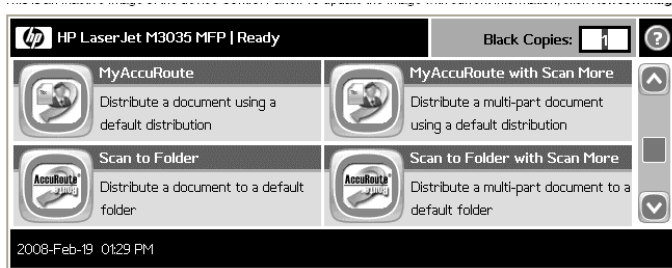 HP LaserJet M3035 MFP | Ready
Black Copies: 1
MyAccuRoute
Distribute a document using a
default distribution
MyAccuRoute with Scan More
Distribute a multi-part document
using a default distribution
Scan to Folder
Distribute a document to a default
folder
AccuRoute
Scan to Folder with Scan More
Distribute a multi-part document to a
default folder
AccuRoute
2008-Feb-19 01:29 PM